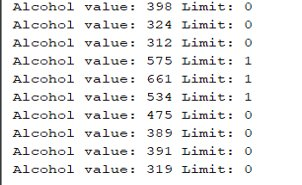 Alcohol value: 398 Limit: 0
Alcohol value: 324 Limit: 0
Alcohol value: 312 Limit: 0
Alcohol value: 575 Limit: 1
Alcohol value: 661 Limit: 1
Alcohol value: 534 Limit: 1
Alcohol value: 475 Limit: 0
Alcohol value: 389 Limit: 0
Alcohol value: 391 Limit: 0
Alcohol value: 319 Limit: 0